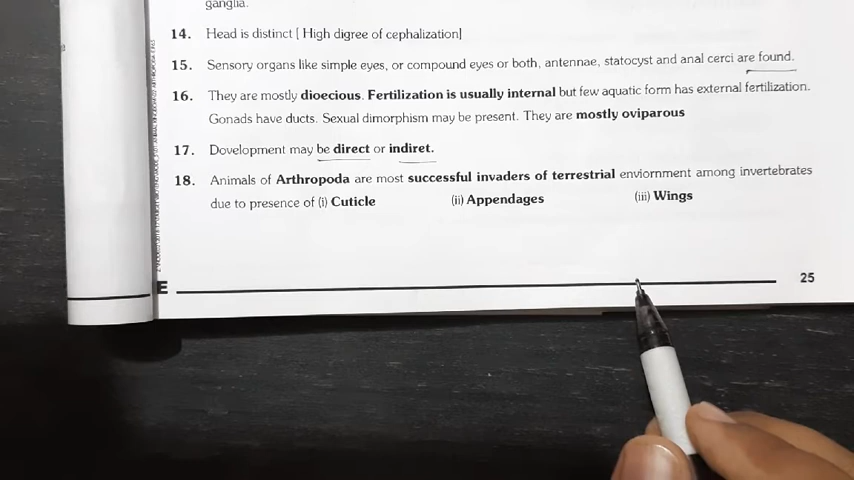 ganglia.
14. Head is distinct [ High digree of cephalization]
15. Sensory organs like simple eyes, or compound eyes or both, antennae, statocyst and anal cerci are found.
16. They are mostly dioecious. Fertilization is usually internal but few aquatic form has external fertilization.
Gonads have ducts. Sexual dimorphism may be present. They are mostly oviparous
17. Dovelopment may be direct or indiret.
18. Animals of Arthropoda are most successful invaders of terrestrial enviornment among invertebrates
due to presence of (i) Cuticle (ii) Appendages (iii) Wings
E
25